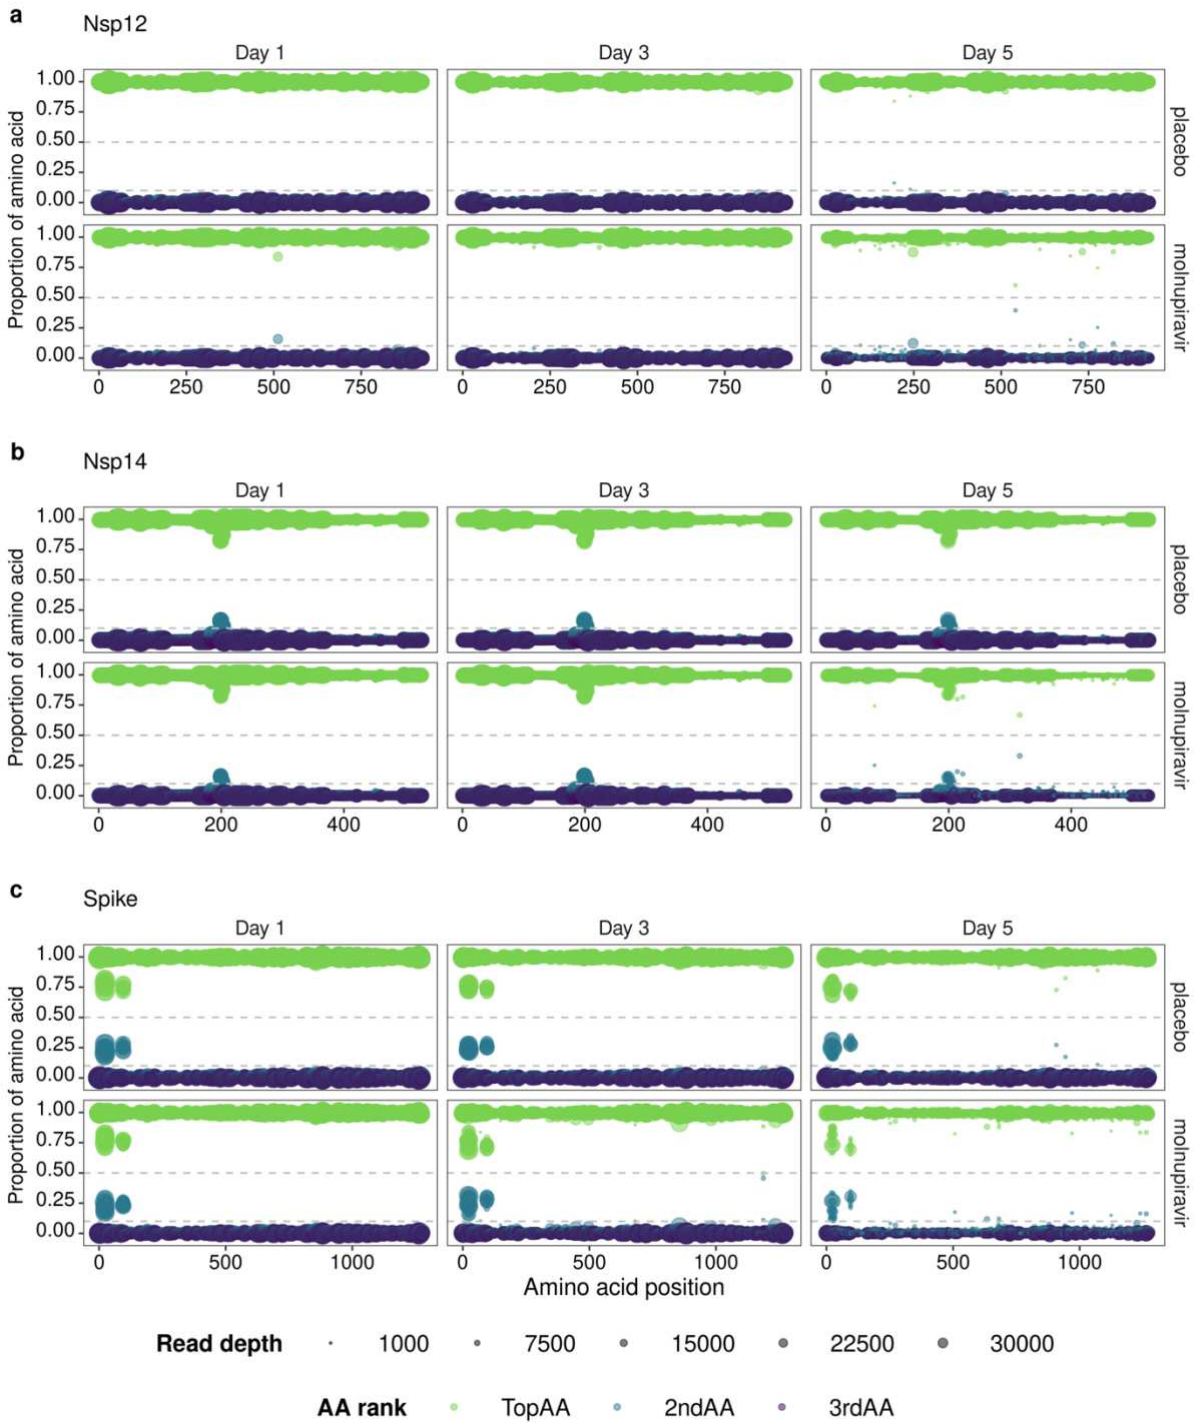 a
Nsp12
Day 1 Day 3 Day 5
Proportion of amino acid
1.00
0.75
0.50
0.25
0.00
placebo
1.00
0.75
0.50
0.25
0.00
molnupiravir
0 250 500 750 0 250 500 750 0 250 500 750
b
Nsp14
Day 1 Day 3 Day 5
Proportion of amino acid
1.00
0.75
0.50
0.25
0.00
placebo
1.00
0.75
0.50
0.25
0.00
molnupiravir
0 200 400 0 200 400 0 200 400
c
Spike
Day 1 Day 3 Day 5
Proportion of amino acid
1.00
0.75
0.50
0.25
0.00
placebo
1.00
0.75
0.50
0.25
0.00
molnupiravir
0 500 1000 0 500 1000 0 500 1000
Amino acid position
Read depth 1000 7500 15000 22500 30000
AA rank TopAA 2ndAA 3rdAA